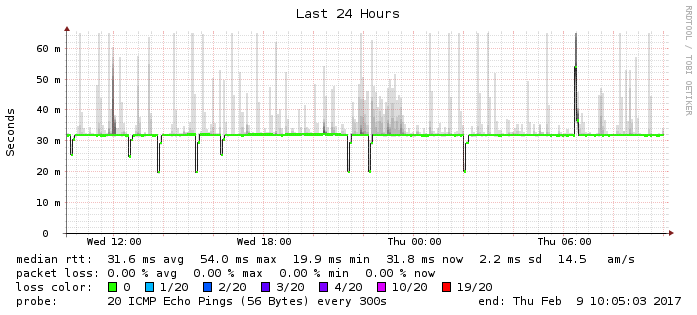 Last 24 Hours
RRDTOOL / TOBI OETIKER
Seconds
60 m
50 m
40 m
30 m
20 m
10 m
0
Wed 12:00 Wed 18:00 Thu 00:00 Thu 06:00
median rtt: 31.6 ms avg 54.0 ms max 19.9 ms min 31.8 ms now 2.2 ms sd 14.5 am/s
packet loss: 0.00 % avg 0.00 % max 0.00 % min 0.00 % now
loss color: 0 1/20 2/20 3/20 4/20 10/20 19/20
probe: 20 ICMP Echo Pings (56 Bytes) every 300s end: Thu Feb 9 10:05:03 2017